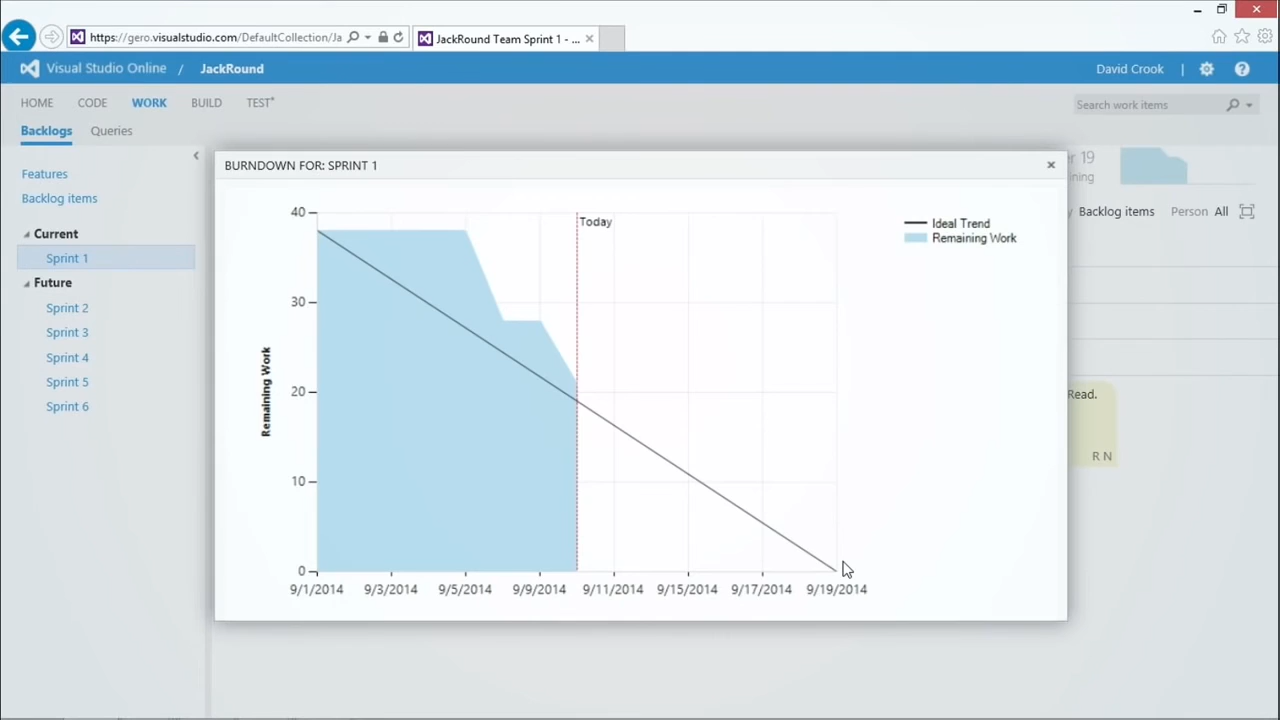 https://gero.visualstudio.com/DefaultCollection/Ja
JackRound Team Sprint 1 - ...
Visual Studio Online / JackRound
David Crook
HOME CODE WORK BUILD TEST*
Search work items
Backlogs Queries
BURNDOWN FOR: SPRINT 1
Features
Backlog items
Current
Sprint 1
Future
Sprint 2
Sprint 3
Sprint 4
Sprint 5
Sprint 6
Today
Ideal Trend
Remaining Work
Remaining Work
40
30
20
10
0
9/1/2014 9/3/2014 9/5/2014 9/9/2014 9/11/2014 9/15/2014 9/17/2014 9/19/2014
19
Backlog items Person All
Read.
R N